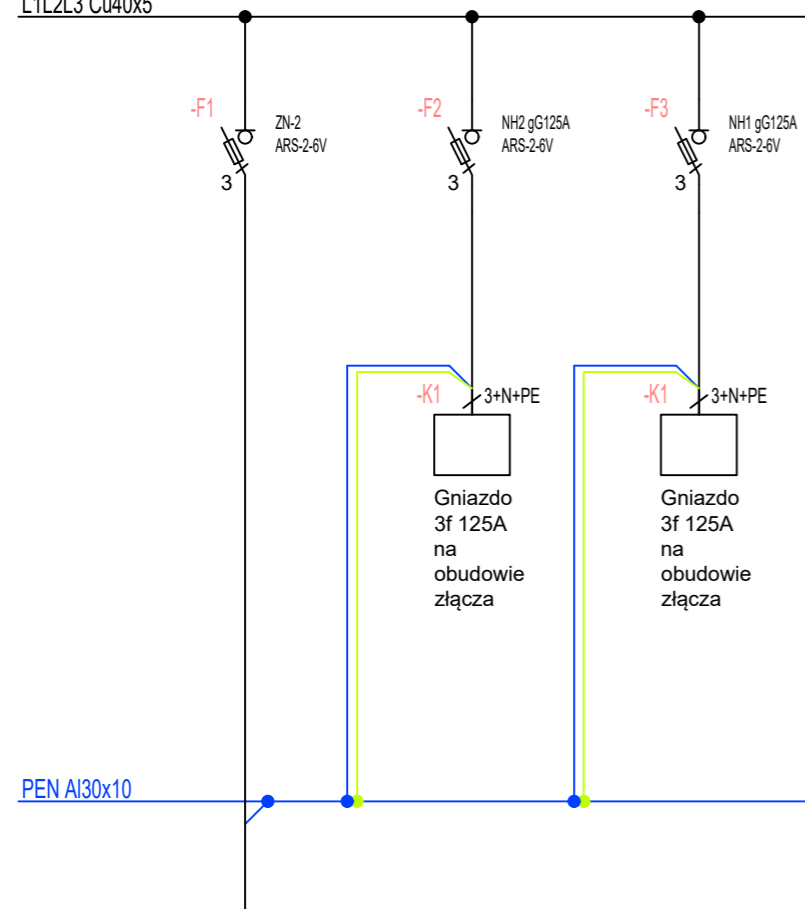 L1L2L3 Cu40x5
-F1
ZN-2
ARS-2-6V
3
-F2
NH2 gG125A
ARS-2-6V
3
-F3
NH1 gG125A
ARS-2-6V
3
-K1
3+N+PE
Gniazdo
3f 125A
na
obudowie
złącza
-K1
3+N+PE
Gniazdo
3f 125A
na
obudowie
złącza
PEN Al30x10